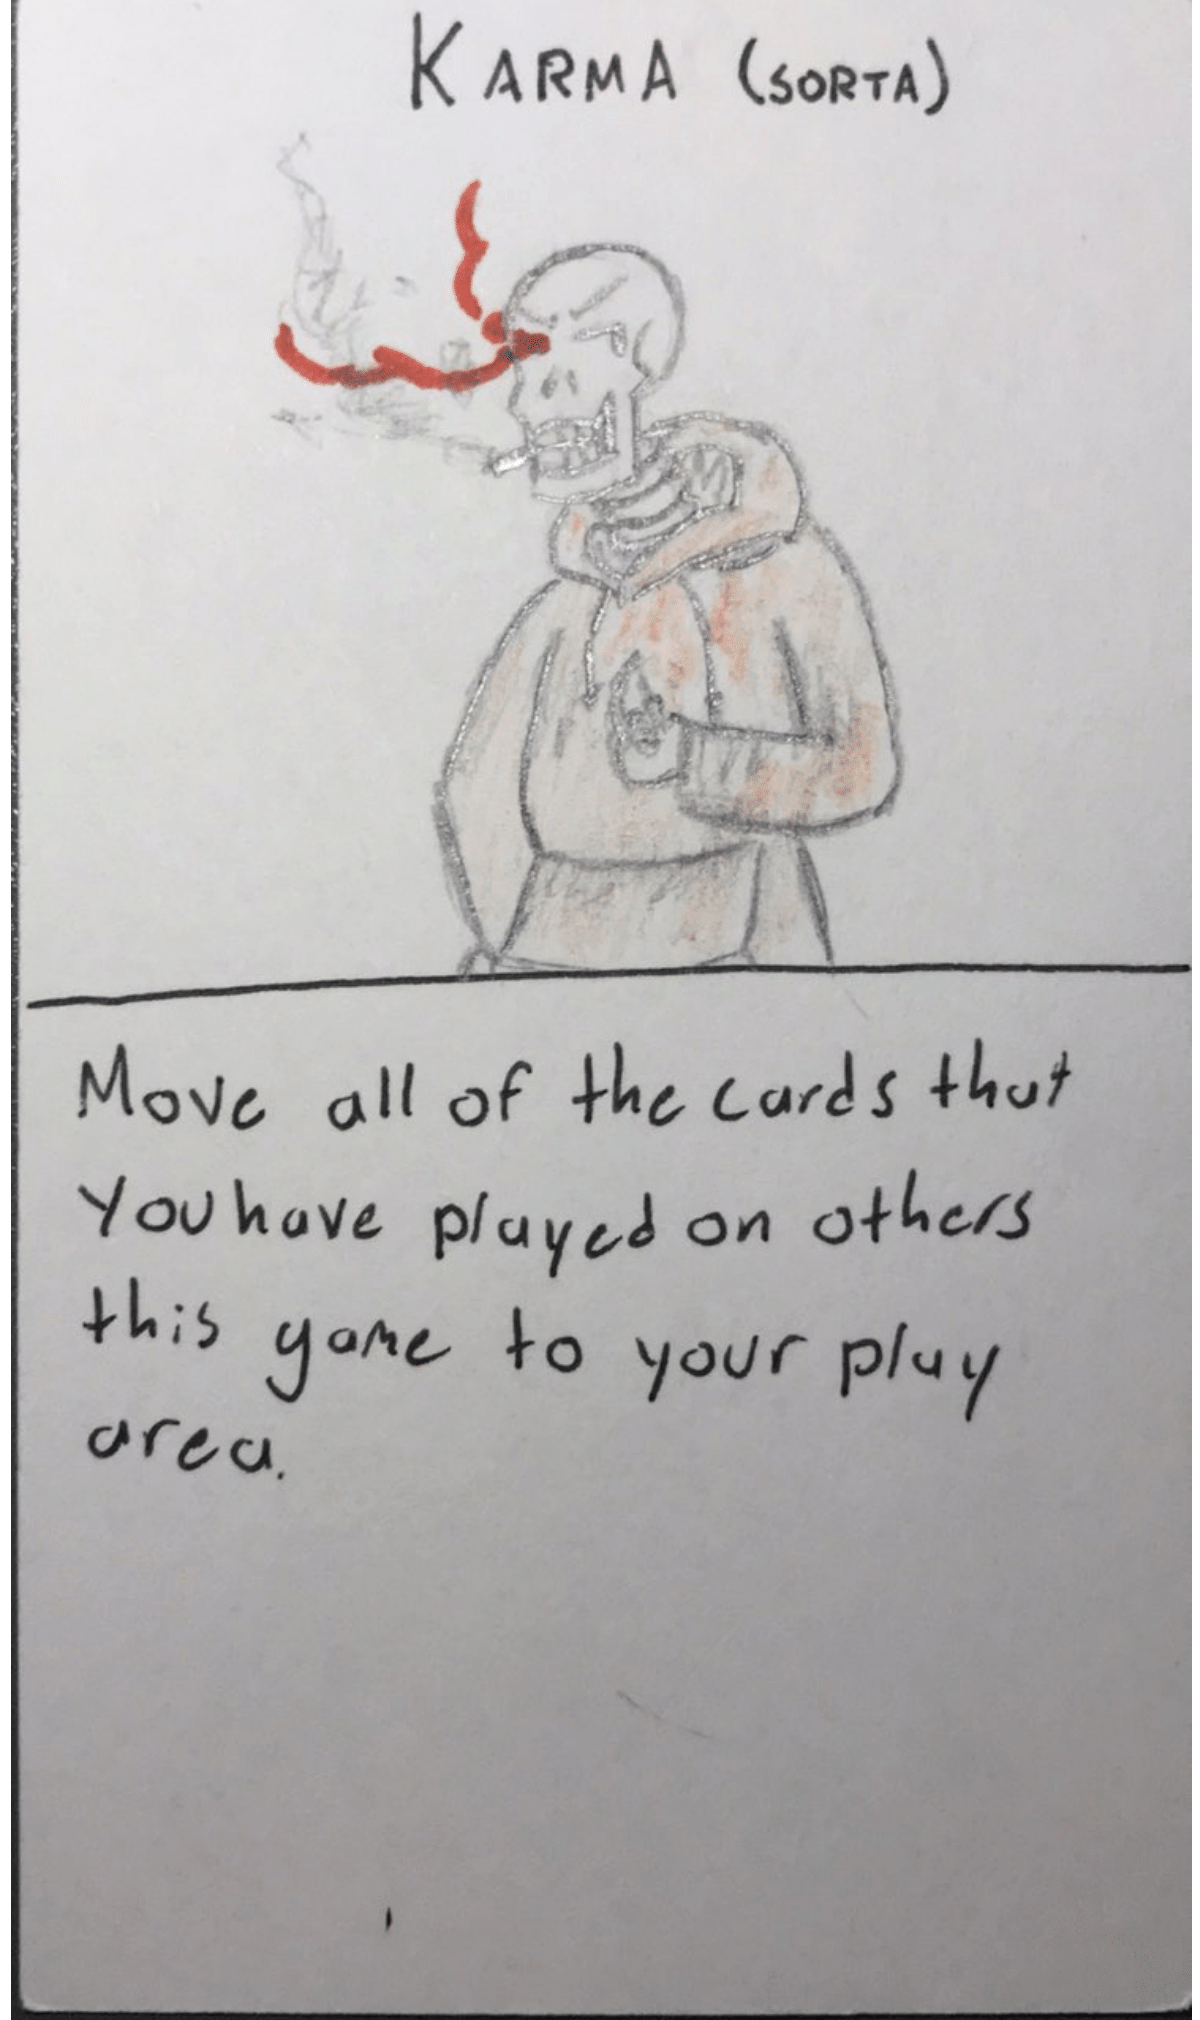 KARMA (SORTA)
Move all of the cards that
you have played on others
this game to your play
area.